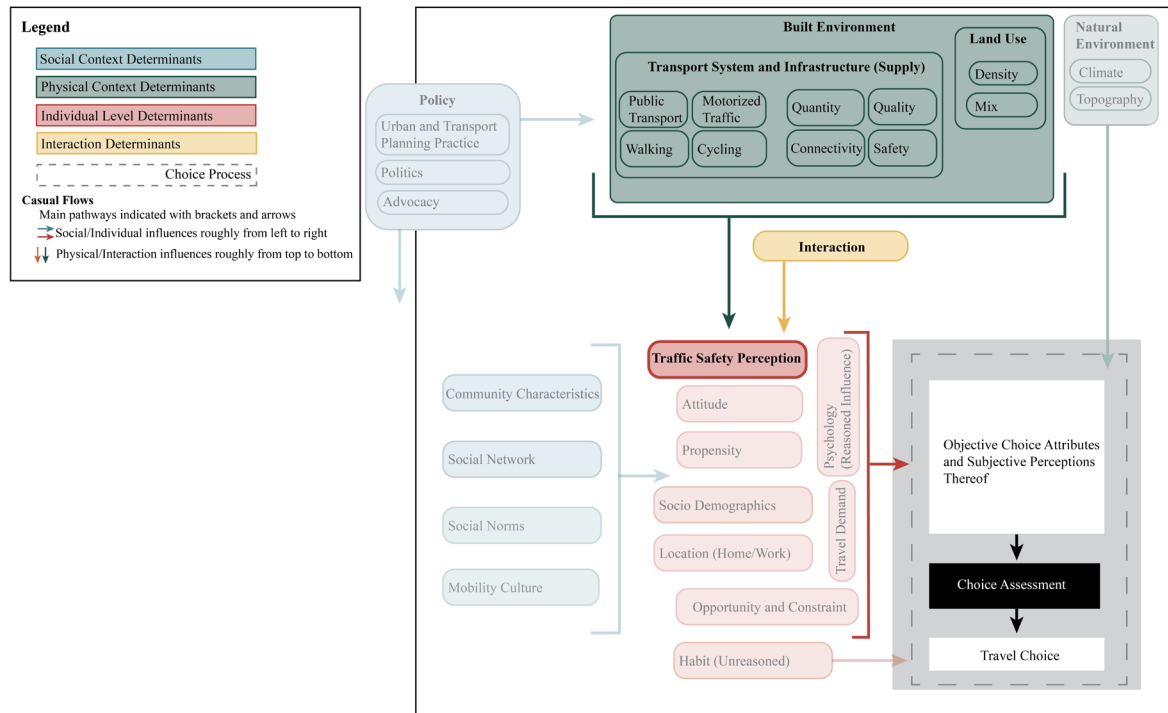 Legend
Social Context Determinants
Physical Context Determinants
Individual Level Determinants
Interaction Determinants
Choice Process
Casual Flows
Main pathways indicated with brackets and arrows
Social/Individual influences roughly from left to right
Physical/Interaction influences roughly from top to bottom
Policy
Urban and Transport
Planning Practice
Politics
Advocacy
Built Environment
Transport System and Infrastructure (Supply)
Public
Transport
Motorized
Traffic
Quantity
Quality
Walking
Cycling
Connectivity
Safety
Land Use
Density
Mix
Natural
Environment
Climate
Topography
Interaction
Traffic Safety Perception
Attitude
Propensity
Socio Demographics
Location (Home/Work)
Opportunity and Constraint
Habit (Unreasoned)
Psychology
(Reasoned Influence)
Travel Demand
Community Characteristics
Social Network
Social Norms
Mobility Culture
Objective Choice Attributes
and Subjective Perceptions
Thereof
Choice Assessment
Travel Choice